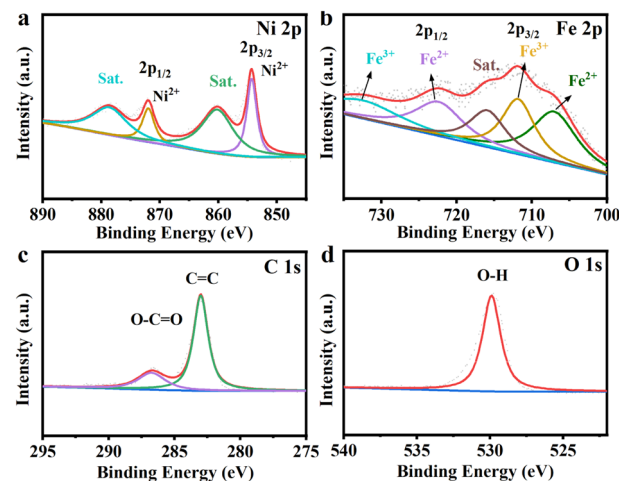 a
Ni 2p
2p3/2
2p1/2
Ni2+
Sat.
Ni2+
Sat.
Intensity (a.u.)
890
880
870
860
850
Binding Energy (eV)
b
Fe 2p
2p1/2
2p3/2
Fe3+
Fe2+
Sat.
Fe3+
Fe2+
Intensity (a.u.)
730
720
710
700
Binding Energy (eV)
c
C 1s
C=C
O-C=O
Intensity (a.u.)
295
290
285
280
275
Binding Energy (eV)
d
O 1s
O-H
Intensity (a.u.)
540
535
530
525
Binding Energy (eV)